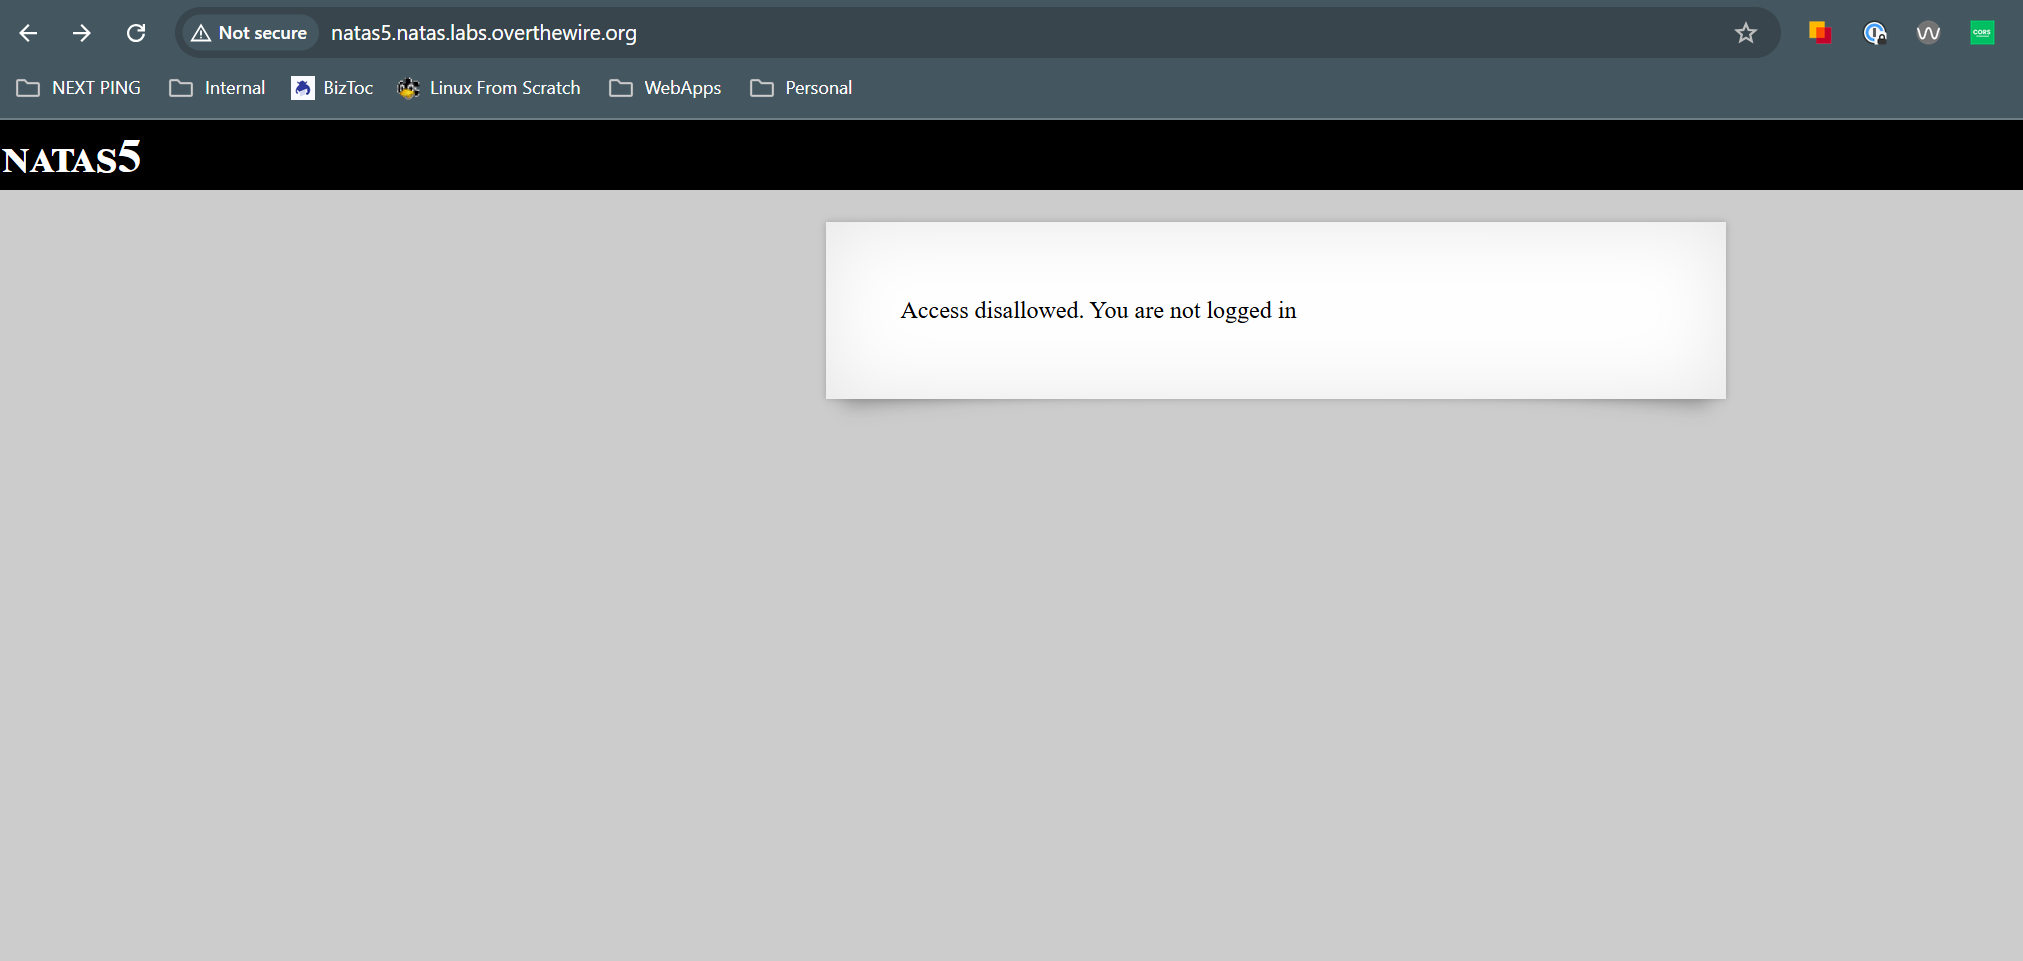 Not secure natas5.natas.labs.overthewire.org CORS
NEXT PING Internal BizToc Linux From Scratch WebApps Personal
NATAS5
Access disallowed. You are not logged in